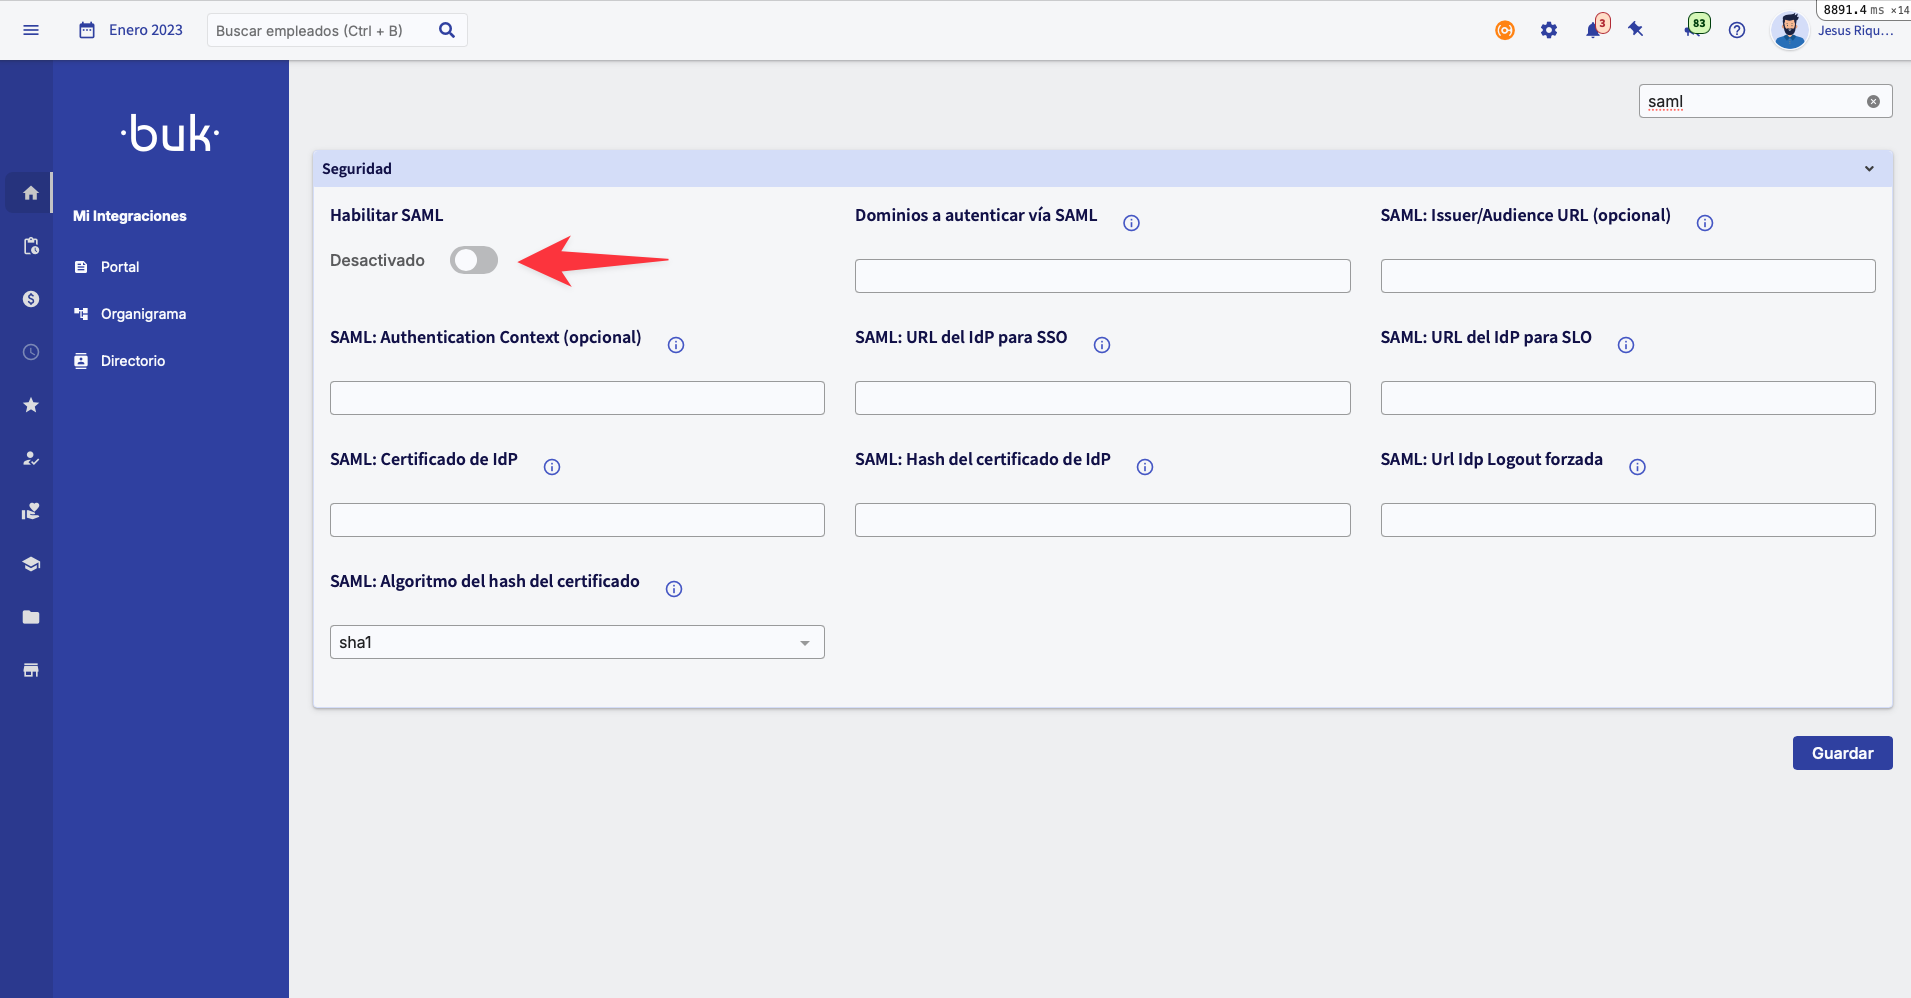 8891.4 ms ×14
Enero 2023
Buscar empleados (Ctrl + B)
3
83
Jesus Riqu...
saml
·buk·
Mi Integraciones
Portal
Organigrama
Directorio
Seguridad
Habilitar SAML
Desactivado
Dominios a autenticar vía SAML
SAML: Issuer/Audience URL (opcional)
SAML: Authentication Context (opcional)
SAML: URL del IdP para SSO
SAML: URL del IdP para SLO
SAML: Certificado de IdP
SAML: Hash del certificado de IdP
SAML: Url Idp Logout forzada
SAML: Algoritmo del hash del certificado
sha1
Guardar